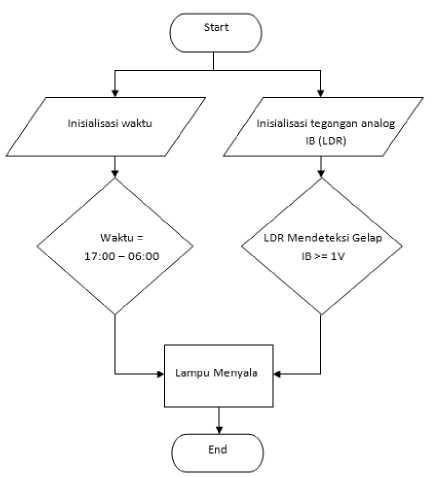 Start
Inisialisasi waktu
Inisialisasi tegangan analog
IB (LDR)
Waktu =
17:00 – 06:00
LDR Mendeteksi Gelap
IB >= 1V
Lampu Menyala
End